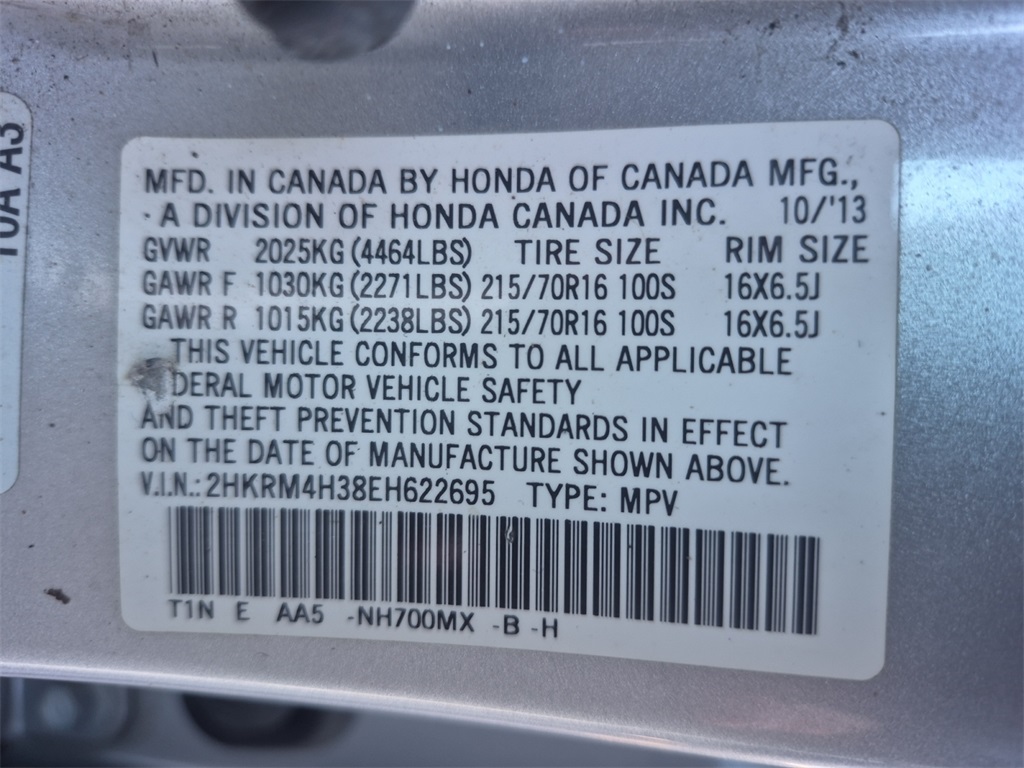 10A A3
MFD. IN CANADA BY HONDA OF CANADA MFG.,
A DIVISION OF HONDA CANADA INC. 10/'13
GVWR 2025KG (4464LBS) TIRE SIZE RIM SIZE
GAWR F 1030KG (2271LBS) 215/70R16 100S 16X6.5J
GAWR R 1015KG (2238LBS) 215/70R16 100S 16X6.5J
THIS VEHICLE CONFORMS TO ALL APPLICABLE
DERAL MOTOR VEHICLE SAFETY
AND THEFT PREVENTION STANDARDS IN EFFECT
ON THE DATE OF MANUFACTURE SHOWN ABOVE.
V.I.N.: 2HKRM4H38EH622695 TYPE: MPV
T1N E AA5 -NH700MX -B -H